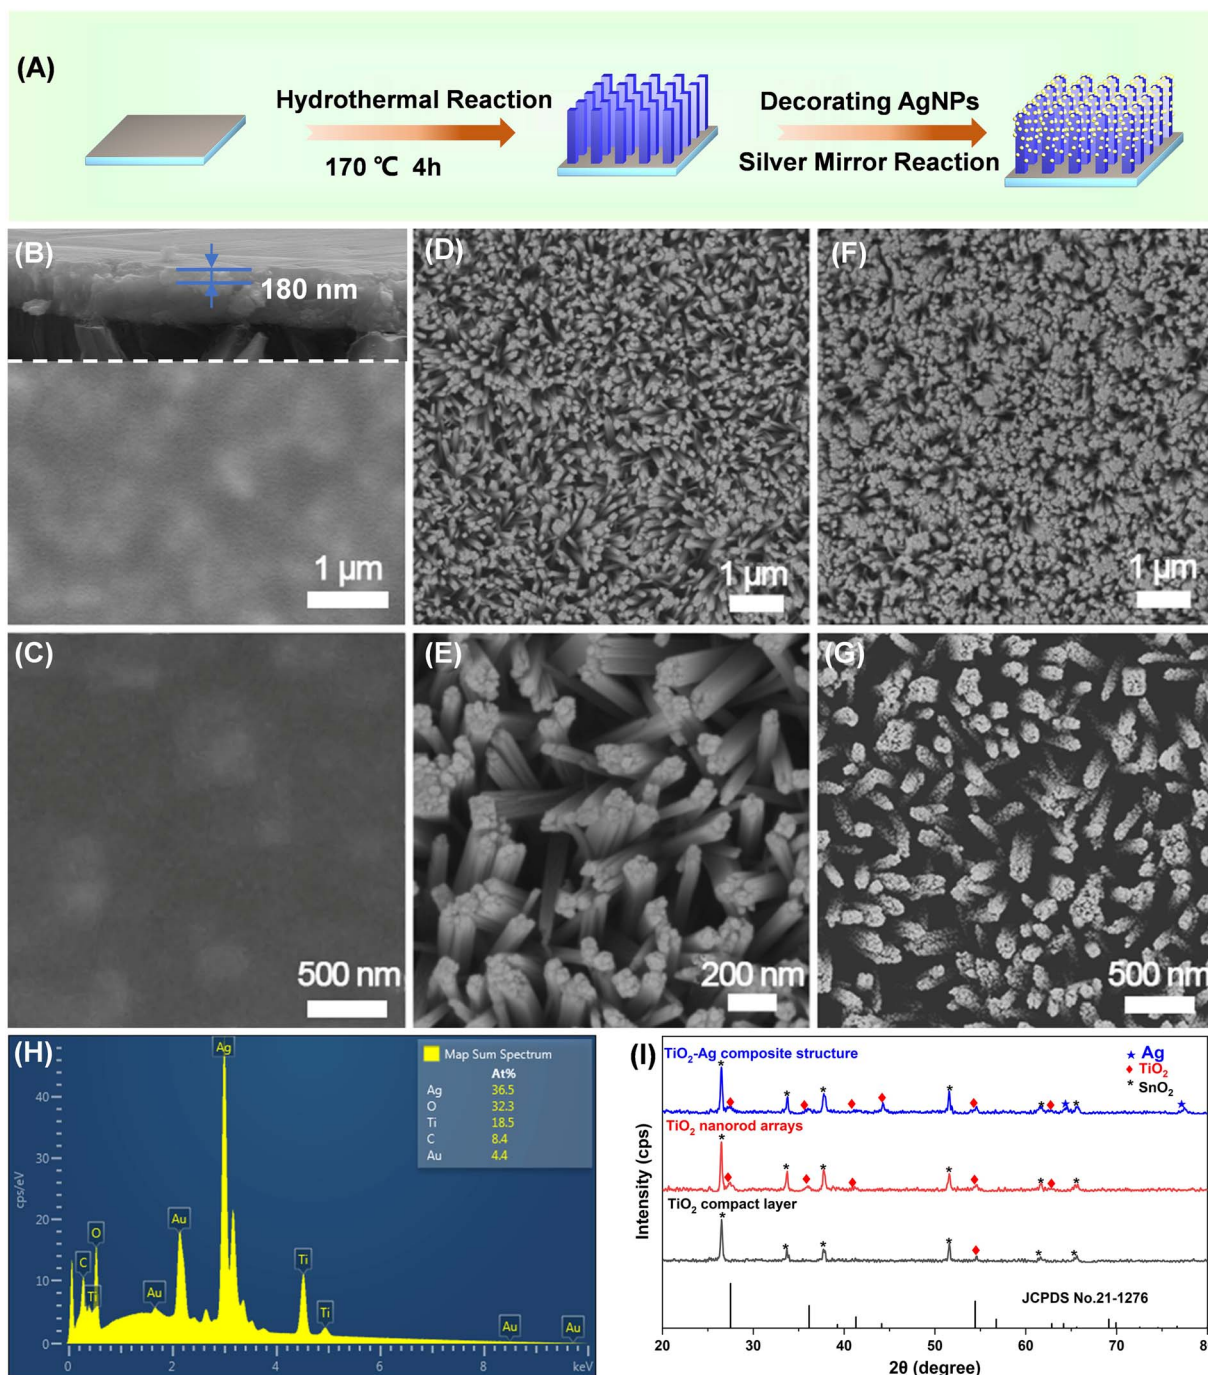 (A)
Hydrothermal Reaction
170 ℃ 4h
Decorating AgNPs
Silver Mirror Reaction
(B)
180 nm
1 µm
(D)
1 µm
(F)
1 µm
(C)
500 nm
(E)
200 nm
(G)
500 nm
(H)
Map Sum Spectrum
At%
Ag 36.5
O 32.3
Ti 18.5
C 8.4
Au 4.4
cps/eV
40
30
20
10
0
C
Ti
O
Au
Au
Ag
Ti
Ti
Au
Au
0 2 4 6 8 keV
(I)
TiO₂-Ag composite structure
Ag
TiO₂
SnO₂
TiO₂ nanorod arrays
TiO₂ compact layer
JCPDS No.21-1276
Intensity (cps)
20 30 40 50 60 70 80
2θ (degree)